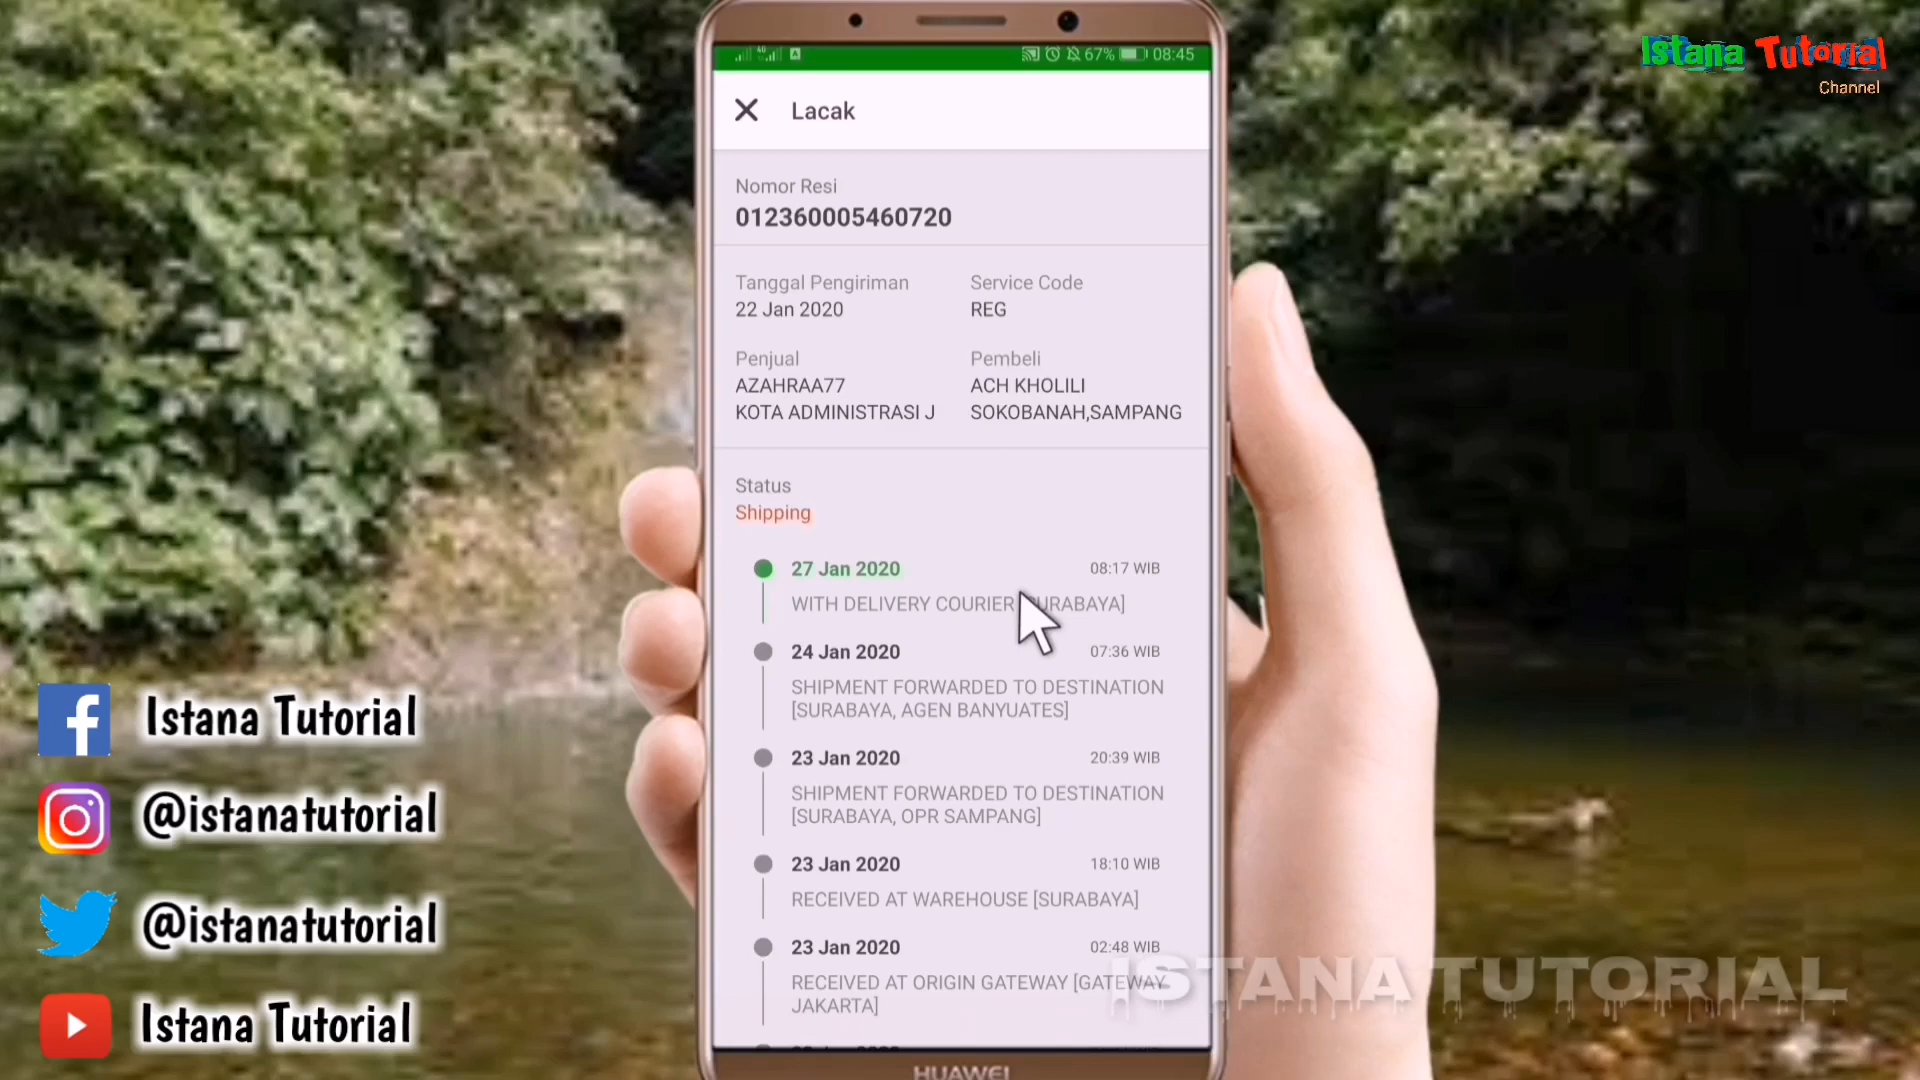 Istana Tutorial
Channel
67% 08:45
Lacak
Nomor Resi
012360005460720
Tanggal Pengiriman
22 Jan 2020
Service Code
REG
Penjual
AZAHRAA77
KOTA ADMINISTRASI J
Pembeli
ACH KHOLILI
SOKOBANAH,SAMPANG
Status
Shipping
27 Jan 2020
08:17 WIB
WITH DELIVERY COURIER URABAYA]
24 Jan 2020
07:36 WIB
SHIPMENT FORWARDED TO DESTINATION
[SURABAYA, AGEN BANYUATES]
23 Jan 2020
20:39 WIB
SHIPMENT FORWARDED TO DESTINATION
[SURABAYA, OPR SAMPANG]
23 Jan 2020
18:10 WIB
RECEIVED AT WAREHOUSE [SURABAYA]
23 Jan 2020
02:48 WIB
RECEIVED AT ORIGIN GATEWAY [GATEWAY
JAKARTA]
HUAWEI
Istana Tutorial
@istanatutorial
@istanatutorial
Istana Tutorial
ISTANA TUTORIAL